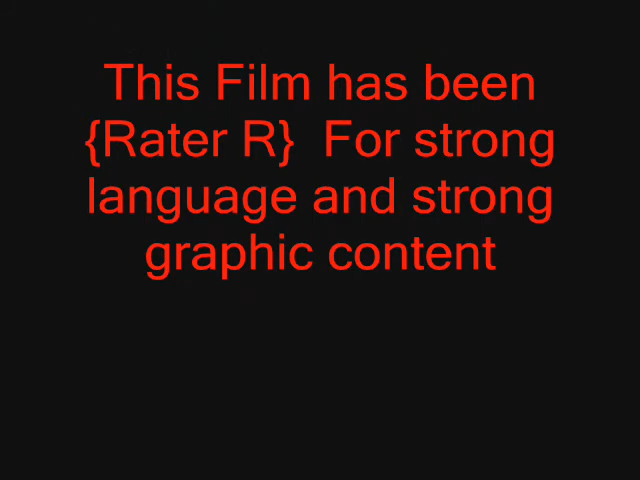 This Film has been
{Rater R}  For strong
language and strong
graphic content